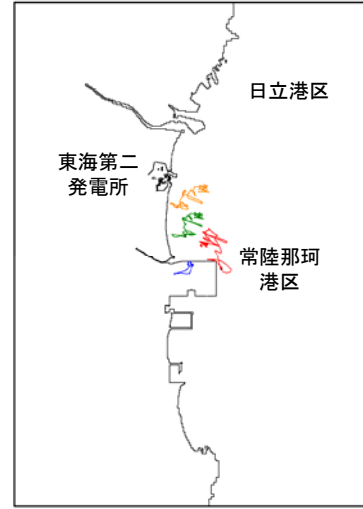 日立港区
東海第二
発電所
常陸那珂
港区